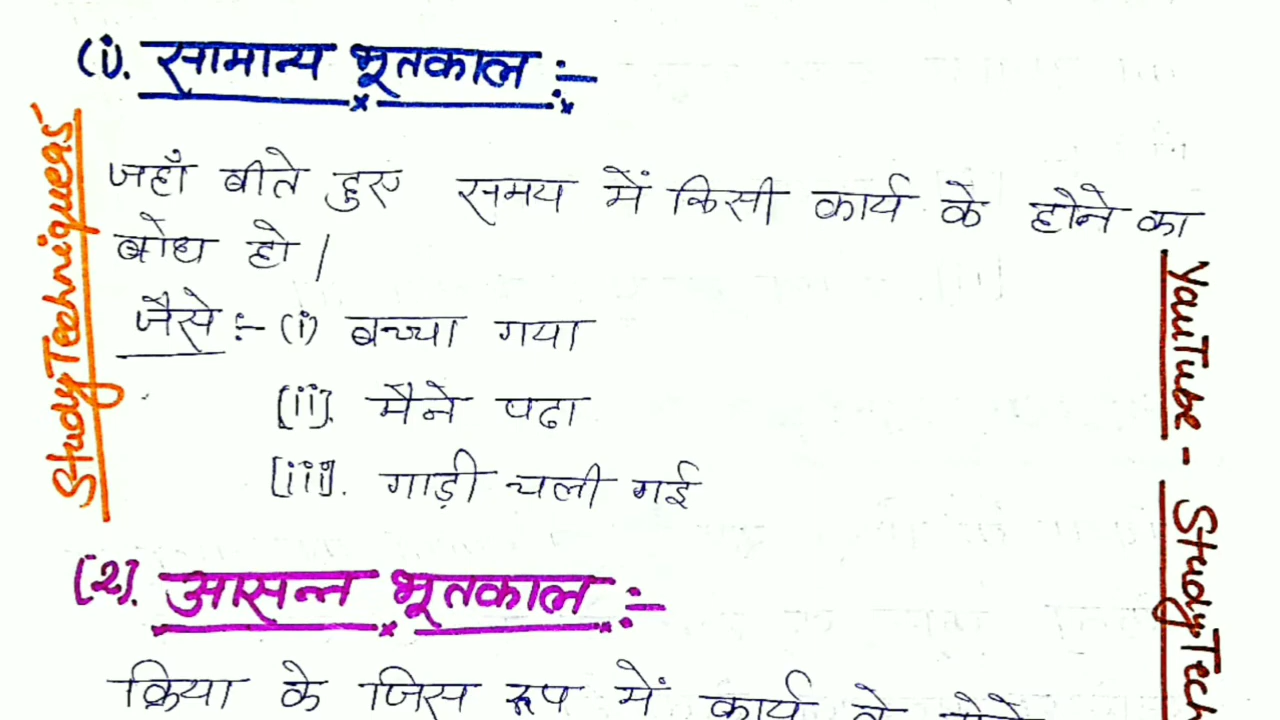 (i). सामान्य भूतकाल :-
जहाँ बीते हुए समय में किसी कार्य के होने का
बोध हो |
जैसे :- (i) बच्चा गया
(ii). मैने पढा
(iii). गाड़ी चली गई
(2). आसन्न भूतकाल :-
क्रिया के जिस रूप में कार्य के
StudyTechniques
YouTube - StudyTech